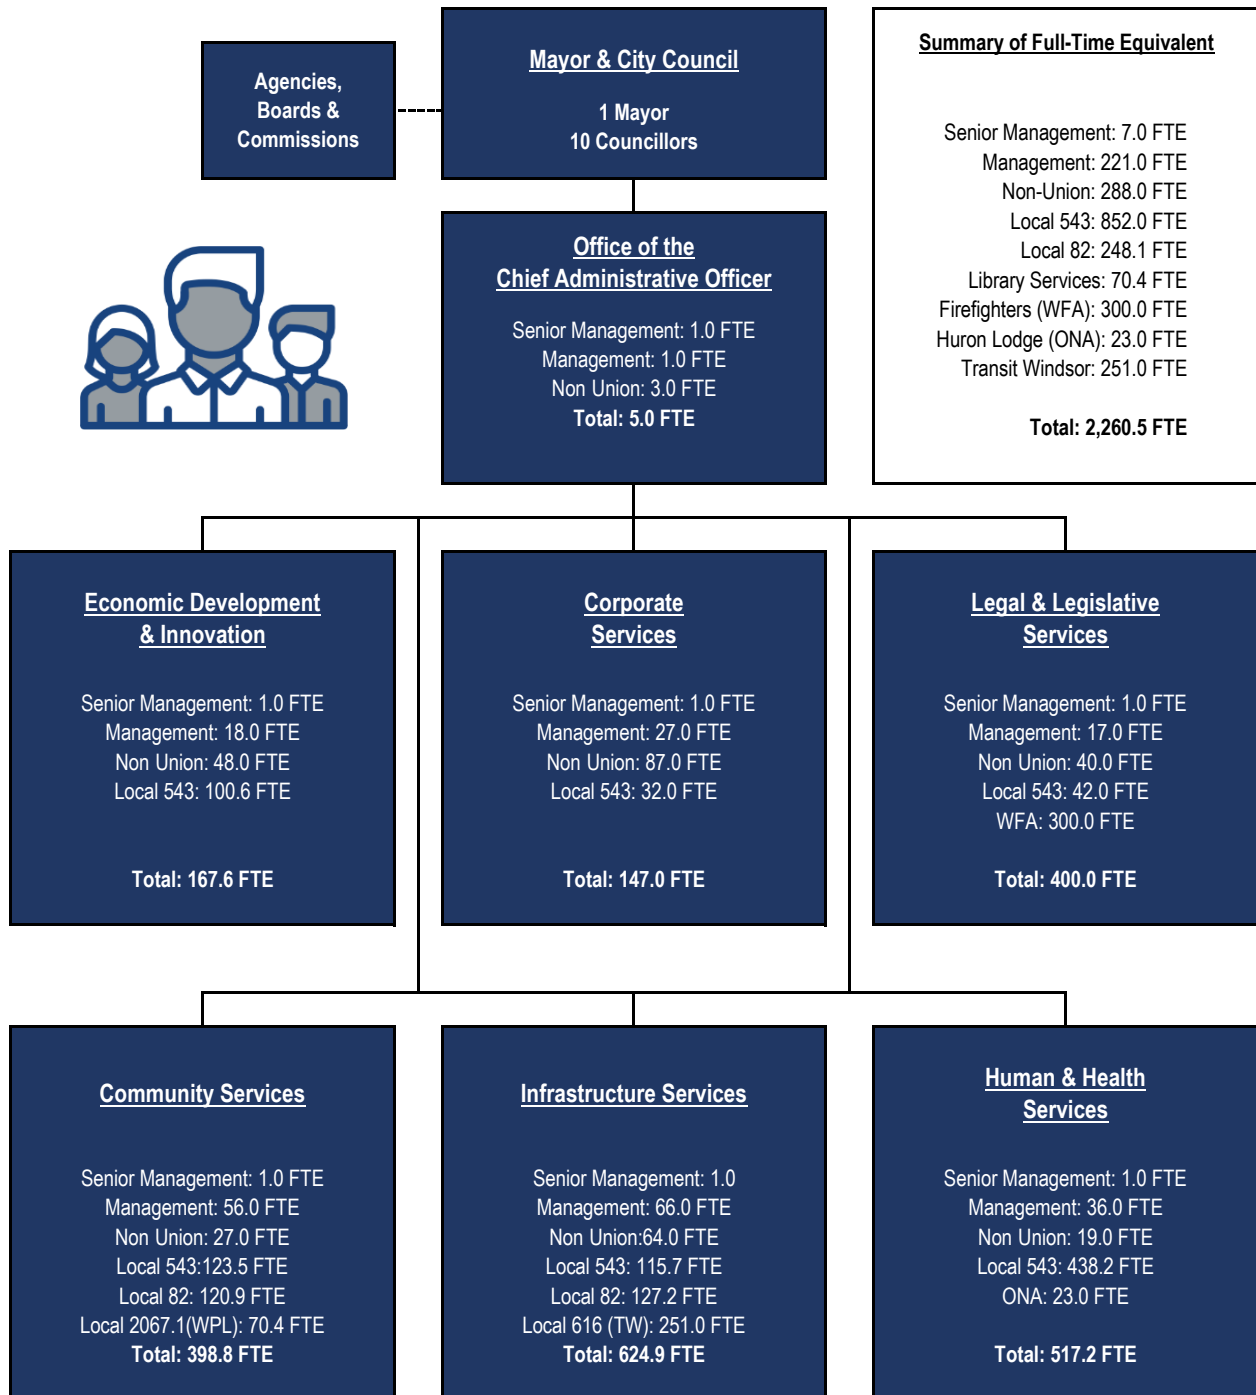 Agencies,
Boards &
Commissions
Mayor & City Council
1 Mayor
10 Councillors
Summary of Full-Time Equivalent
Senior Management: 7.0 FTE
Management: 221.0 FTE
Non-Union: 288.0 FTE
Local 543: 852.0 FTE
Local 82: 248.1 FTE
Library Services: 70.4 FTE
Firefighters (WFA): 300.0 FTE
Huron Lodge (ONA): 23.0 FTE
Transit Windsor: 251.0 FTE
Total: 2,260.5 FTE
Office of the
Chief Administrative Officer
Senior Management: 1.0 FTE
Management: 1.0 FTE
Non Union: 3.0 FTE
Total: 5.0 FTE
Economic Development
& Innovation
Senior Management: 1.0 FTE
Management: 18.0 FTE
Non Union: 48.0 FTE
Local 543: 100.6 FTE
Total: 167.6 FTE
Corporate
Services
Senior Management: 1.0 FTE
Management: 27.0 FTE
Non Union: 87.0 FTE
Local 543: 32.0 FTE
Total: 147.0 FTE
Legal & Legislative
Services
Senior Management: 1.0 FTE
Management: 17.0 FTE
Non Union: 40.0 FTE
Local 543: 42.0 FTE
WFA: 300.0 FTE
Total: 400.0 FTE
Community Services
Senior Management: 1.0 FTE
Management: 56.0 FTE
Non Union: 27.0 FTE
Local 543:123.5 FTE
Local 82: 120.9 FTE
Local 2067.1(WPL): 70.4 FTE
Total: 398.8 FTE
Infrastructure Services
Senior Management: 1.0
Management: 66.0 FTE
Non Union:64.0 FTE
Local 543: 115.7 FTE
Local 82: 127.2 FTE
Local 616 (TW): 251.0 FTE
Total: 624.9 FTE
Human & Health
Services
Senior Management: 1.0 FTE
Management: 36.0 FTE
Non Union: 19.0 FTE
Local 543: 438.2 FTE
ONA: 23.0 FTE
Total: 517.2 FTE